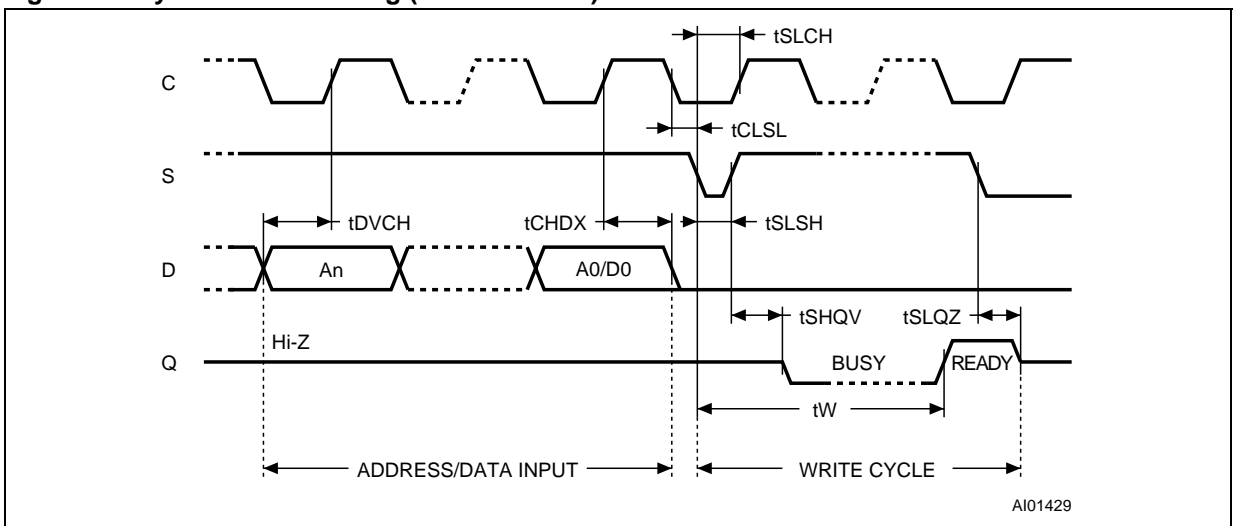 tSLCH
C
tCLSL
S
tDVCH
tCHDX
tSLSH
D
An
A0/D0
tSHQV
tSLQZ
Hi-Z
Q
BUSY
READY
tW
ADDRESS/DATA INPUT
WRITE CYCLE
AI01429